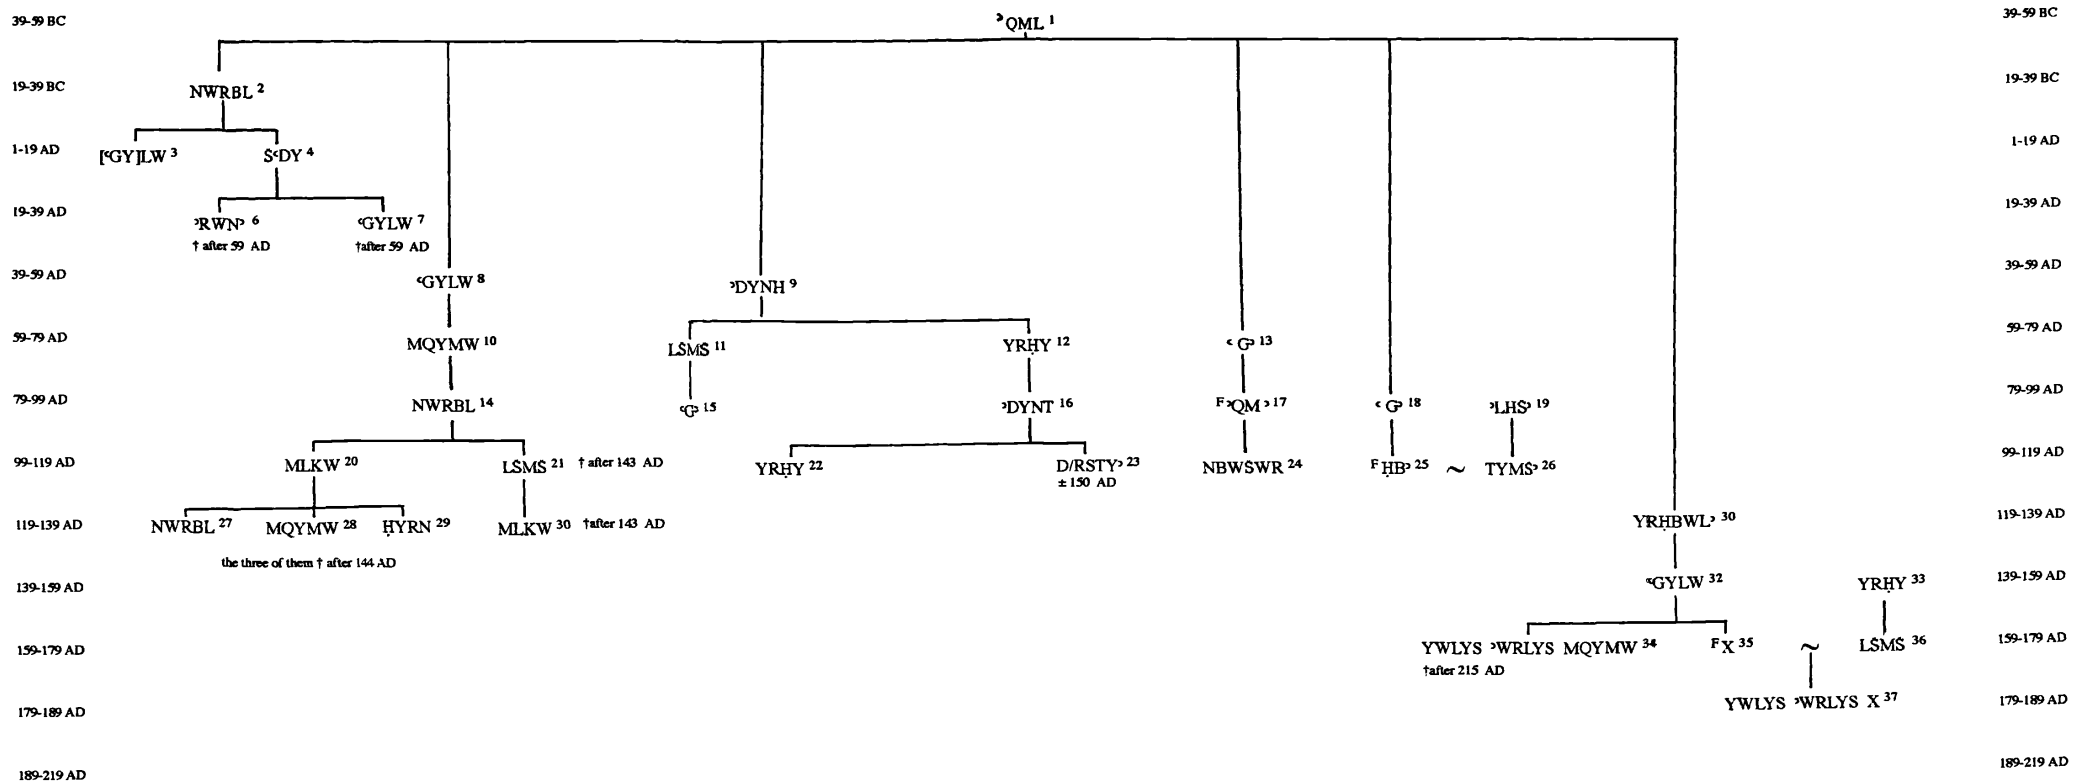 39-59 BC ʾQML 1 39-59 BC
19-39 BC NWRBL 2 19-39 BC
1-19 AD [ʿGY]LW 3 ŠʿDY 4 1-19 AD
19-39 AD ʾRWNʾ 6 ʿGYLW 7 19-39 AD
† after 59 AD †after 59 AD
39-59 AD ʿGYLW 8 ʾDYNH 9 39-59 AD
59-79 AD MQYMW 10 LŠMŠ 11 YRḤY 12 ʿGʾ 13 59-79 AD
79-99 AD NWRBL 14 ʿGʾ 15 ʾDYNT 16 F ʾQMʾ 17 ʿGʾ 18 ʾLHŠʾ 19 79-99 AD
99-119 AD MLKW 20 LŠMŠ 21 † after 143 AD YRḤY 22 D/RSTYʾ 23 NBWŠWR 24 F ḤBʾ 25 ~ TYMŠʾ 26 99-119 AD
± 150 AD
119-139 AD NWRBL 27 MQYMW 28 ḤYRN 29 MLKW 30 †after 143 AD YRḤBWLʾ 30 119-139 AD
the three of them † after 144 AD
139-159 AD ʿGYLW 32 YRḤY 33 139-159 AD
159-179 AD YWLYS ʾWRLYS MQYMW 34 F X 35 ~ LŠMŠ 36 159-179 AD
†after 215 AD
179-189 AD YWLYS ʾWRLYS X 37 179-189 AD
189-219 AD 189-219 AD